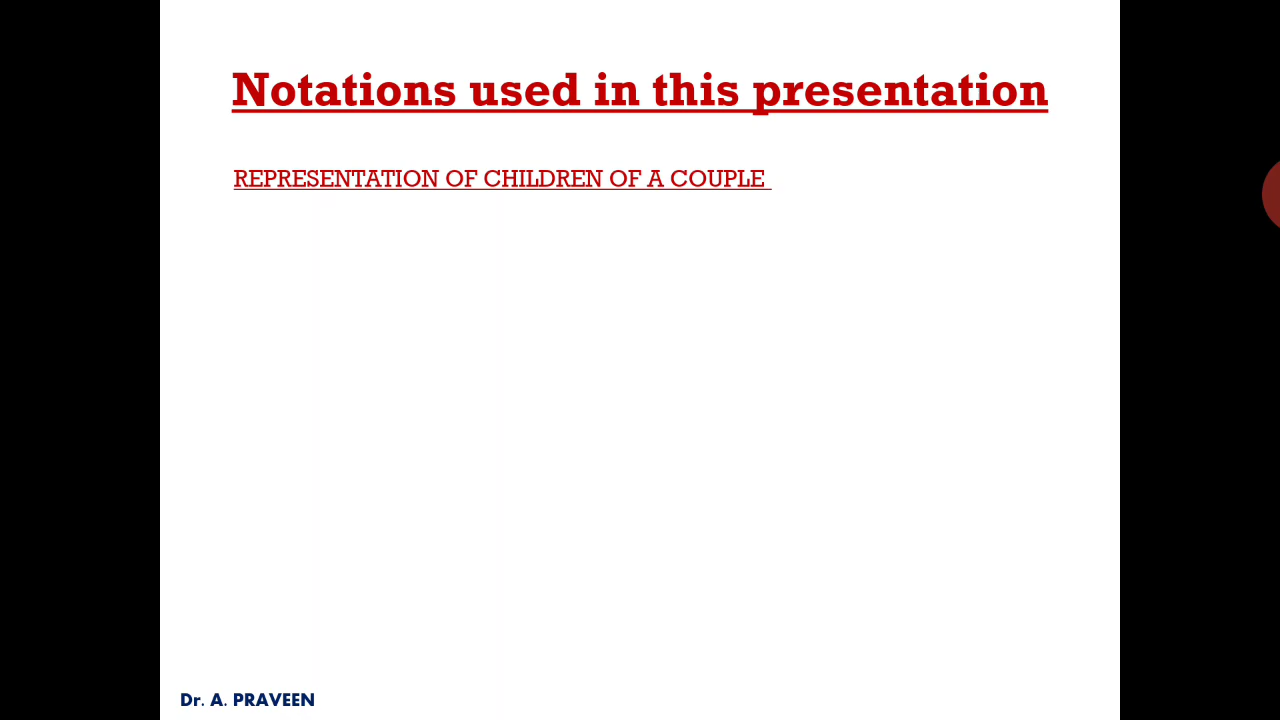 Notations used in this presentation
REPRESENTATION OF CHILDREN OF A COUPLE
Dr. A. PRAVEEN